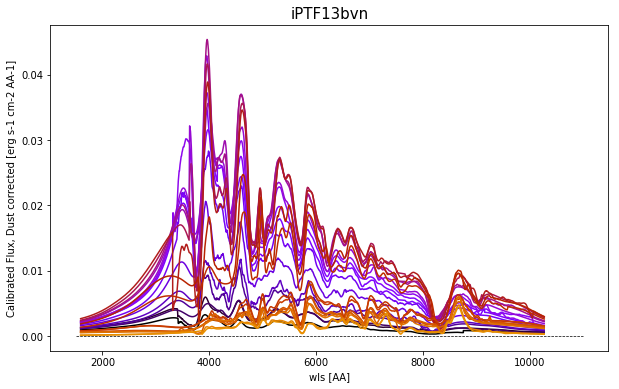 iPTF13bvn
Calibrated Flux, Dust corrected [erg s-1 cm-2 AA-1]
0.04
0.03
0.02
0.01
0.00
2000 4000 6000 8000 10000
wls [AA]